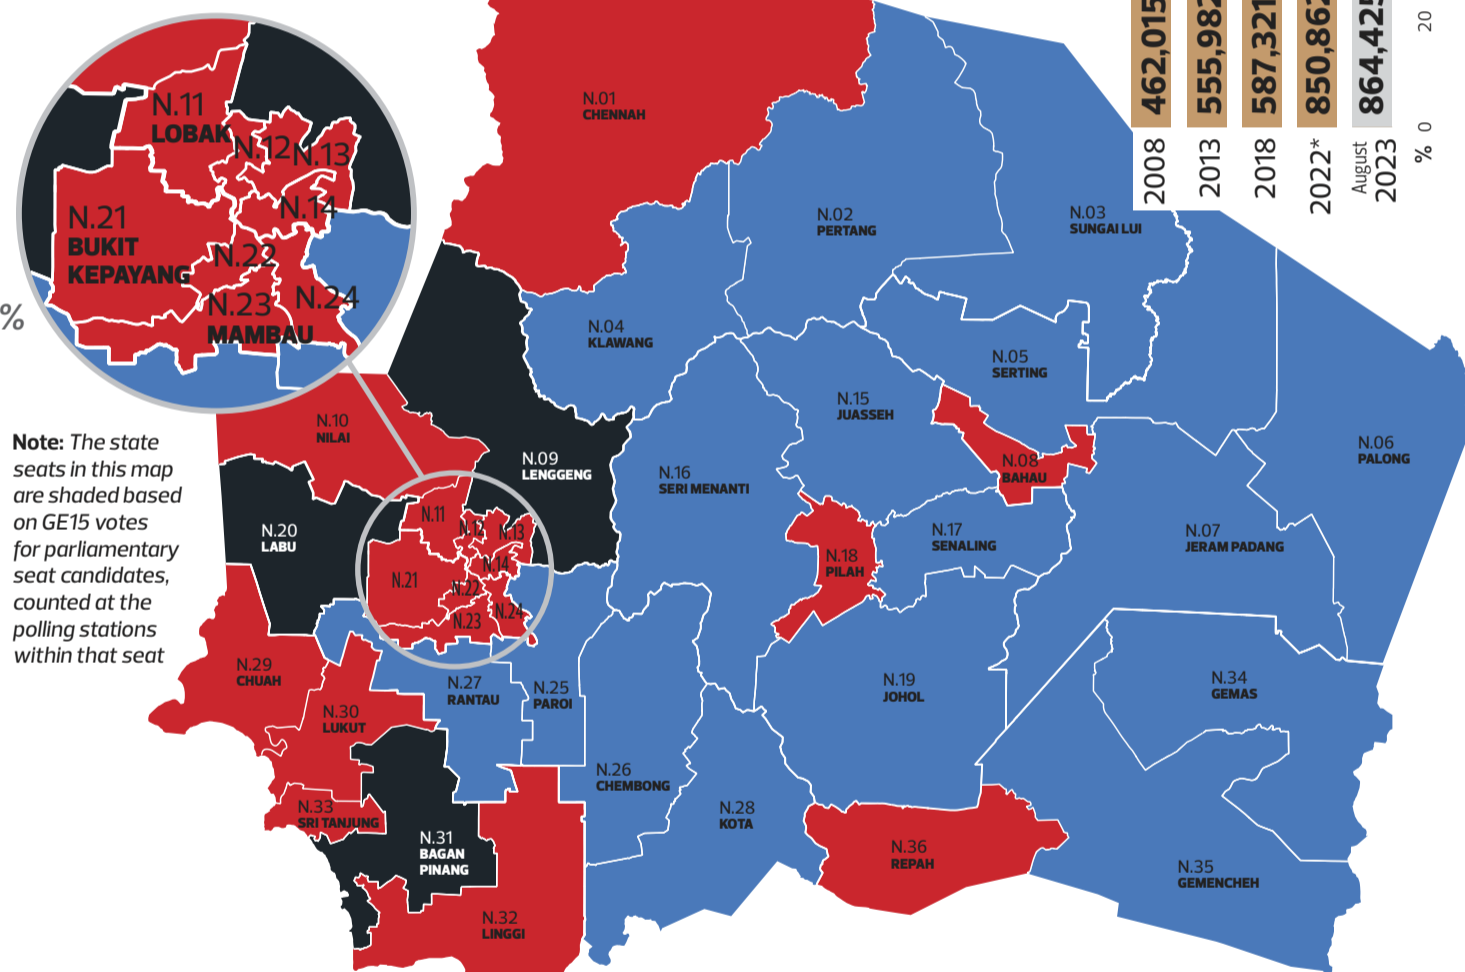 N.11
LOBAK
N.12
N.13
N.14
N.21
BUKIT
KEPAYANG
N.22
N.23
MAMBAU
N.24
%
Note: The state
seats in this map
are shaded based
on GE15 votes
for parliamentary
seat candidates,
counted at the
polling stations
within that seat
N.01
CHENNAH
N.02
PERTANG
N.03
SUNGAI LUI
N.04
KLAWANG
N.05
SERTING
N.06
PALONG
N.07
JERAM PADANG
N.08
BAHAU
N.09
LENGGENG
N.10
NILAI
N.11
N.12
N.13
N.14
N.15
JUASSEH
N.16
SERI MENANTI
N.17
SENALING
N.18
PILAH
N.19
JOHOL
N.20
LABU
N.21
N.22
N.23
N.24
N.25
PAROI
N.26
CHEMBONG
N.27
RANTAU
N.28
KOTA
N.29
CHUAH
N.30
LUKUT
N.31
BAGAN
PINANG
N.32
LINGGI
N.33
SRI TANJUNG
N.34
GEMAS
N.35
GEMENCHEH
N.36
REPAH
2008
462,015
2013
555,982
2018
587,321
2022*
850,862
August
2023
864,425
% 0
20